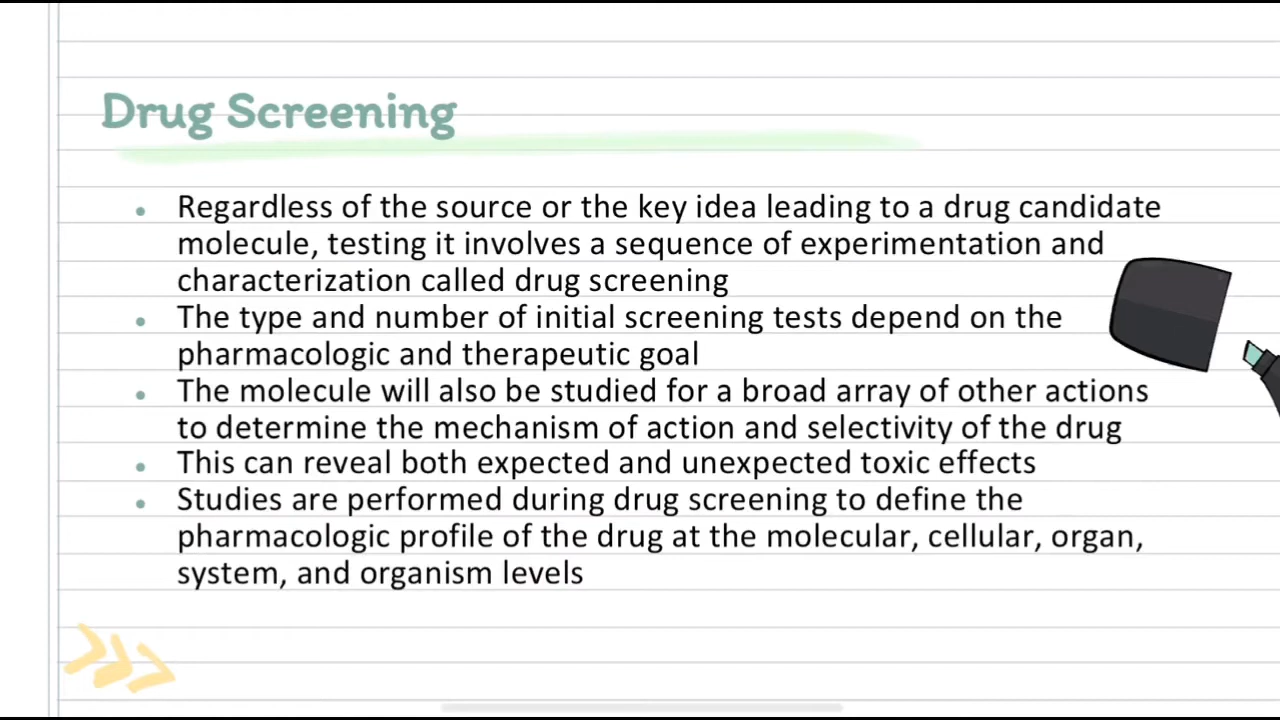 Drug Screening
Regardless of the source or the key idea leading to a drug candidate
molecule, testing it involves a sequence of experimentation and
characterization called drug screening
The type and number of initial screening tests depend on the
pharmacologic and therapeutic goal
The molecule will also be studied for a broad array of other actions
to determine the mechanism of action and selectivity of the drug
This can reveal both expected and unexpected toxic effects
Studies are performed during drug screening to define the
pharmacologic profile of the drug at the molecular, cellular, organ,
system, and organism levels